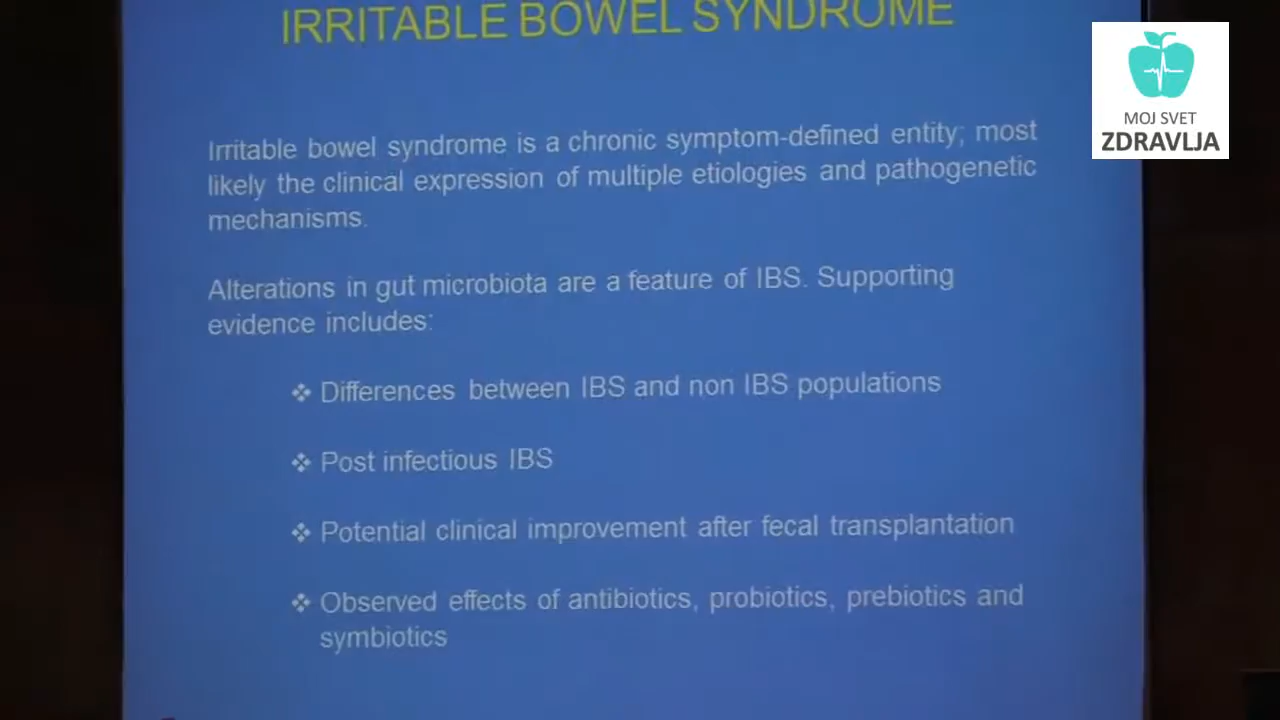 IRRITABLE BOWEL SYNDROME
MOJ SVET
ZDRAVLJA
Irritable bowel syndrome is a chronic symptom-defined entity; most
likely the clinical expression of multiple etiologies and pathogenetic
mechanisms.
Alterations in gut microbiota are a feature of IBS. Supporting
evidence includes:
❖ Differences between IBS and non IBS populations
❖ Post infectious IBS
❖ Potential clinical improvement after fecal transplantation
❖ Observed effects of antibiotics, probiotics, prebiotics and
symbiotics